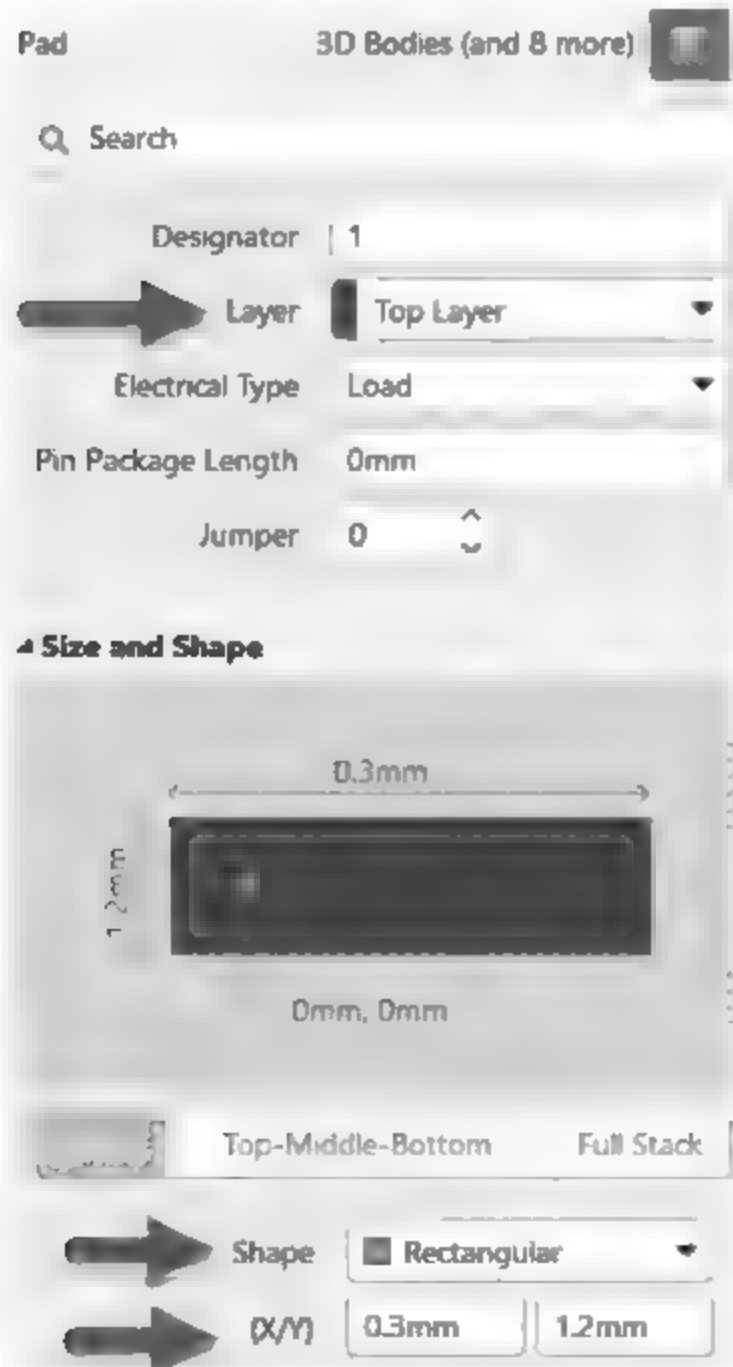 Pad 3D Bodies (and 8 more)
Search
Designator 1
Layer Top Layer
Electrical Type Load
Pin Package Length 0mm
Jumper 0
Size and Shape
0.3mm
1.2mm
0mm, 0mm
Top-Middle-Bottom Full Stack
Shape Rectangular
(X/Y) 0.3mm 1.2mm